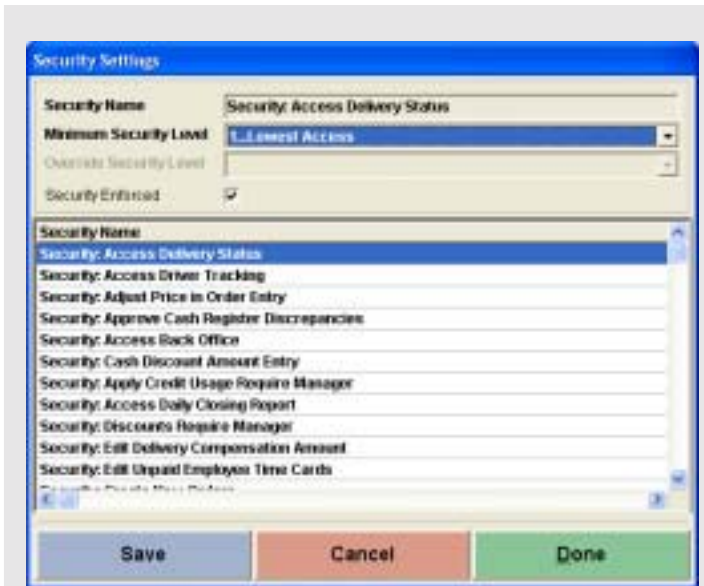 Security Settings
Security Name Security: Access Delivery Status
Minimum Security Level 1...Lowest Access
Override Security Level
Security Enforced
Security Name
Security: Access Delivery Status
Security: Access Driver Tracking
Security: Adjust Price in Order Entry
Security: Approve Cash Register Discrepancies
Security: Access Back Office
Security: Cash Discount Amount Entry
Security: Apply Credit Usage Require Manager
Security: Access Daily Closing Report
Security: Discounts Require Manager
Security: Edit Delivery Compensation Amount
Security: Edit Unpaid Employee Time Cards
Save Cancel Done